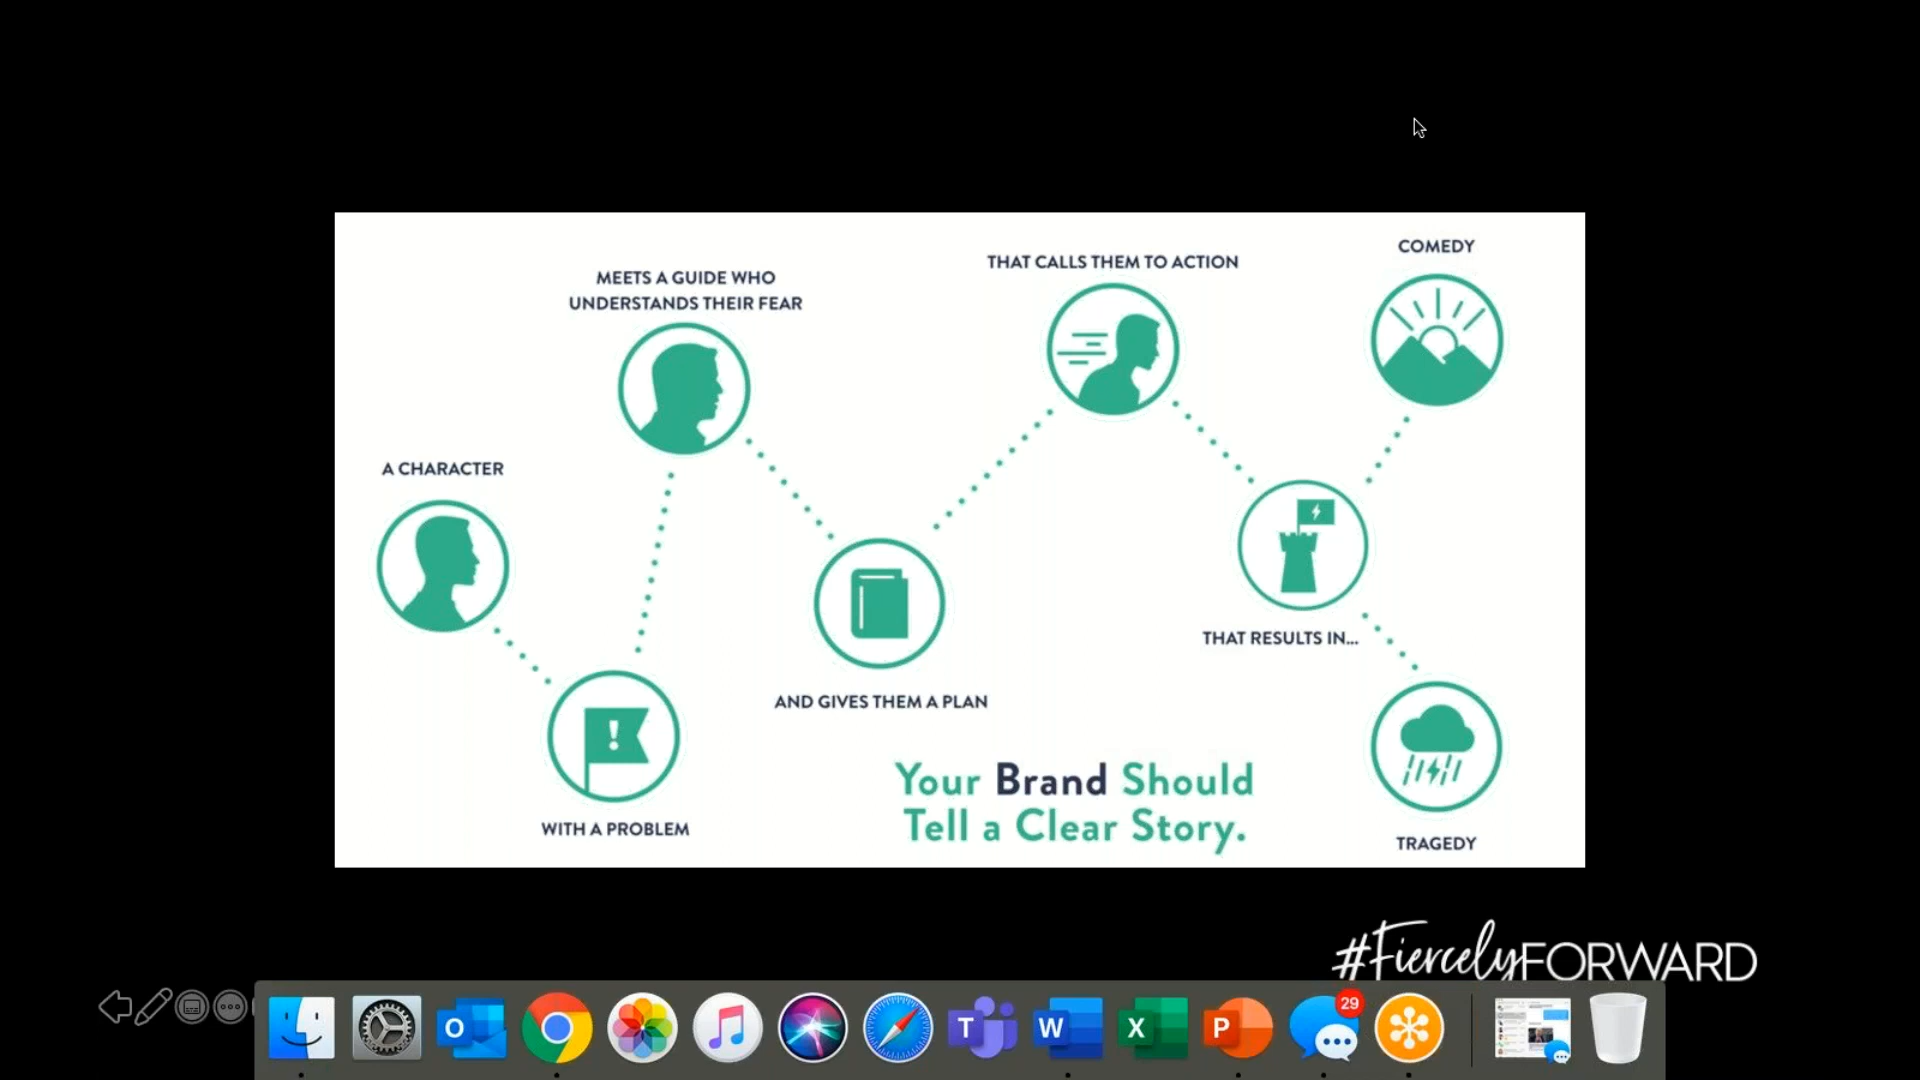 COMEDY
THAT CALLS THEM TO ACTION
MEETS A GUIDE WHO
UNDERSTANDS THEIR FEAR
A CHARACTER
!
THAT RESULTS IN...
AND GIVES THEM A PLAN
WITH A PROBLEM
TRAGEDY
Your Brand Should
Tell a Clear Story.
#FiercelyFORWARD
O
T
W
X
P
29